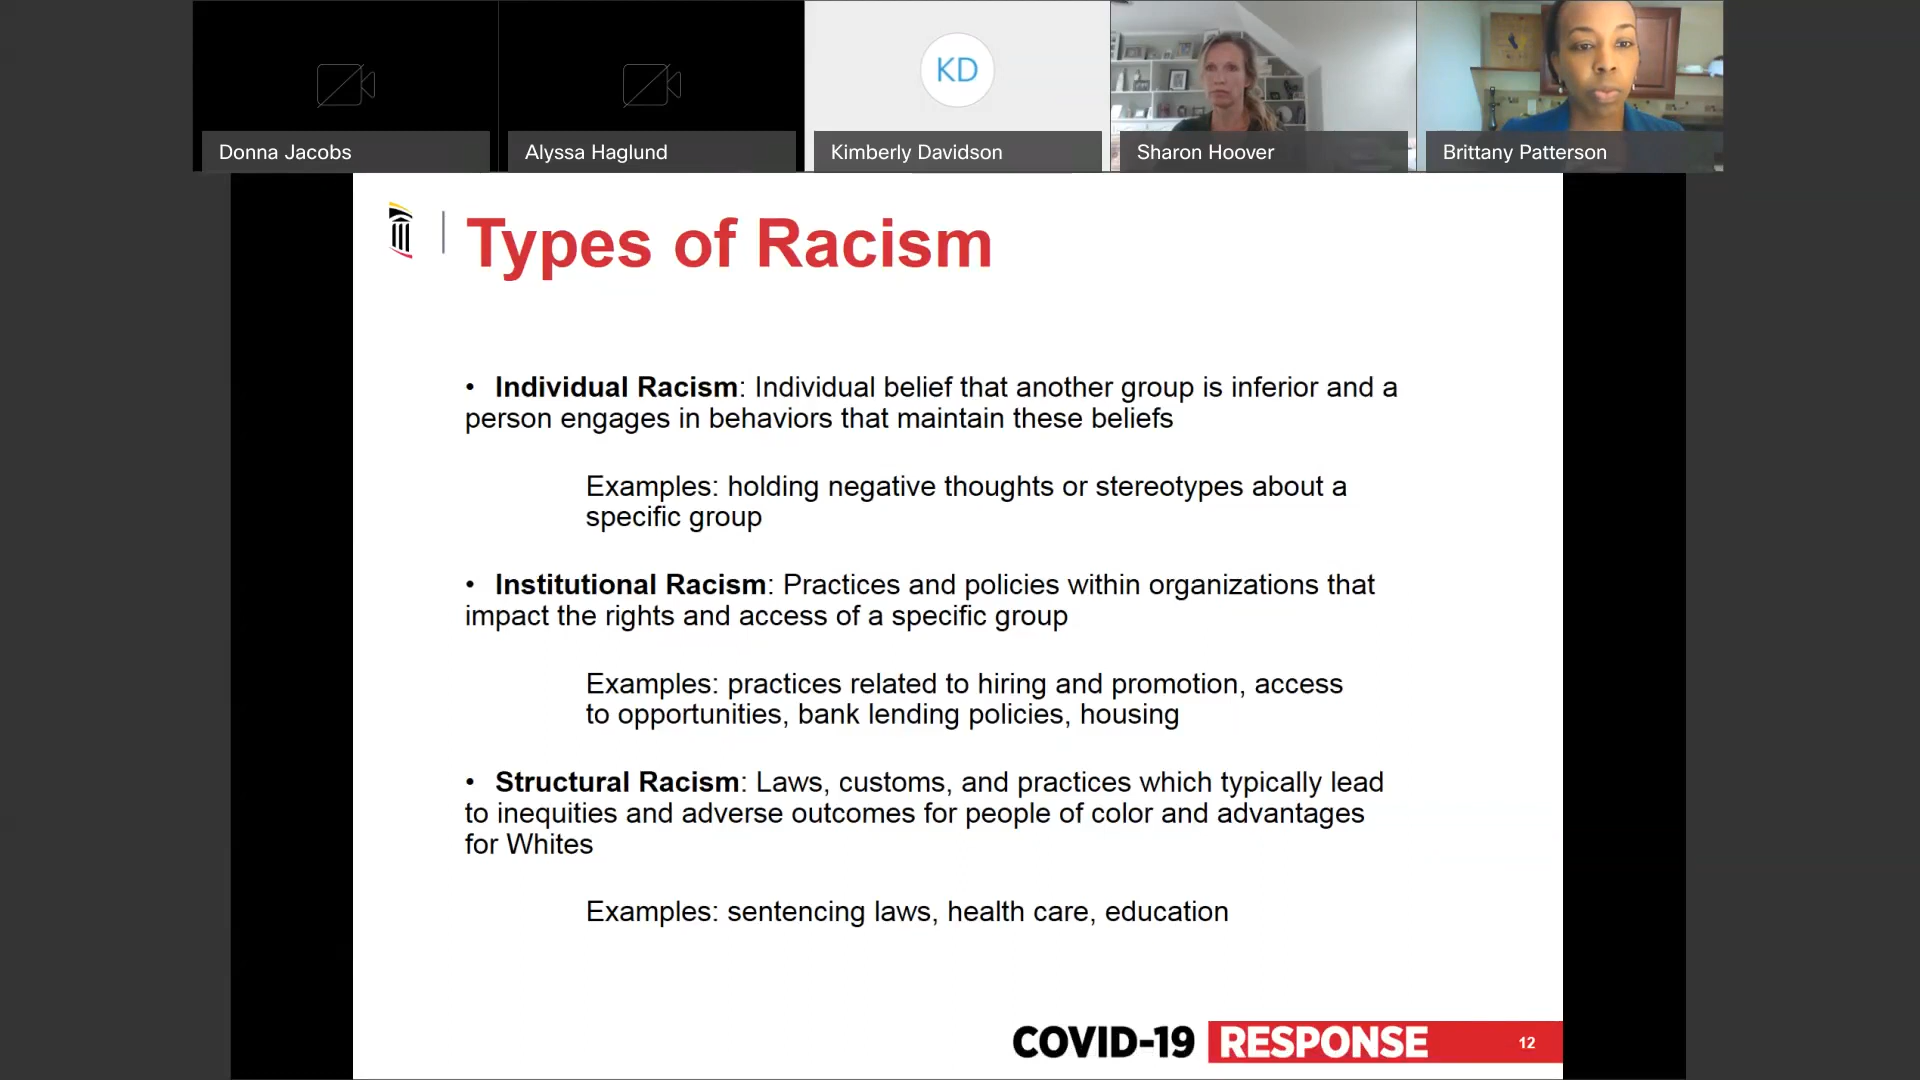 KD
Donna Jacobs
Alyssa Haglund
Kimberly Davidson
Sharon Hoover
Brittany Patterson
Types of Racism
• Individual Racism: Individual belief that another group is inferior and a
person engages in behaviors that maintain these beliefs
Examples: holding negative thoughts or stereotypes about a
specific group
• Institutional Racism: Practices and policies within organizations that
impact the rights and access of a specific group
Examples: practices related to hiring and promotion, access
to opportunities, bank lending policies, housing
• Structural Racism: Laws, customs, and practices which typically lead
to inequities and adverse outcomes for people of color and advantages
for Whites
Examples: sentencing laws, health care, education
COVID-19 RESPONSE 12